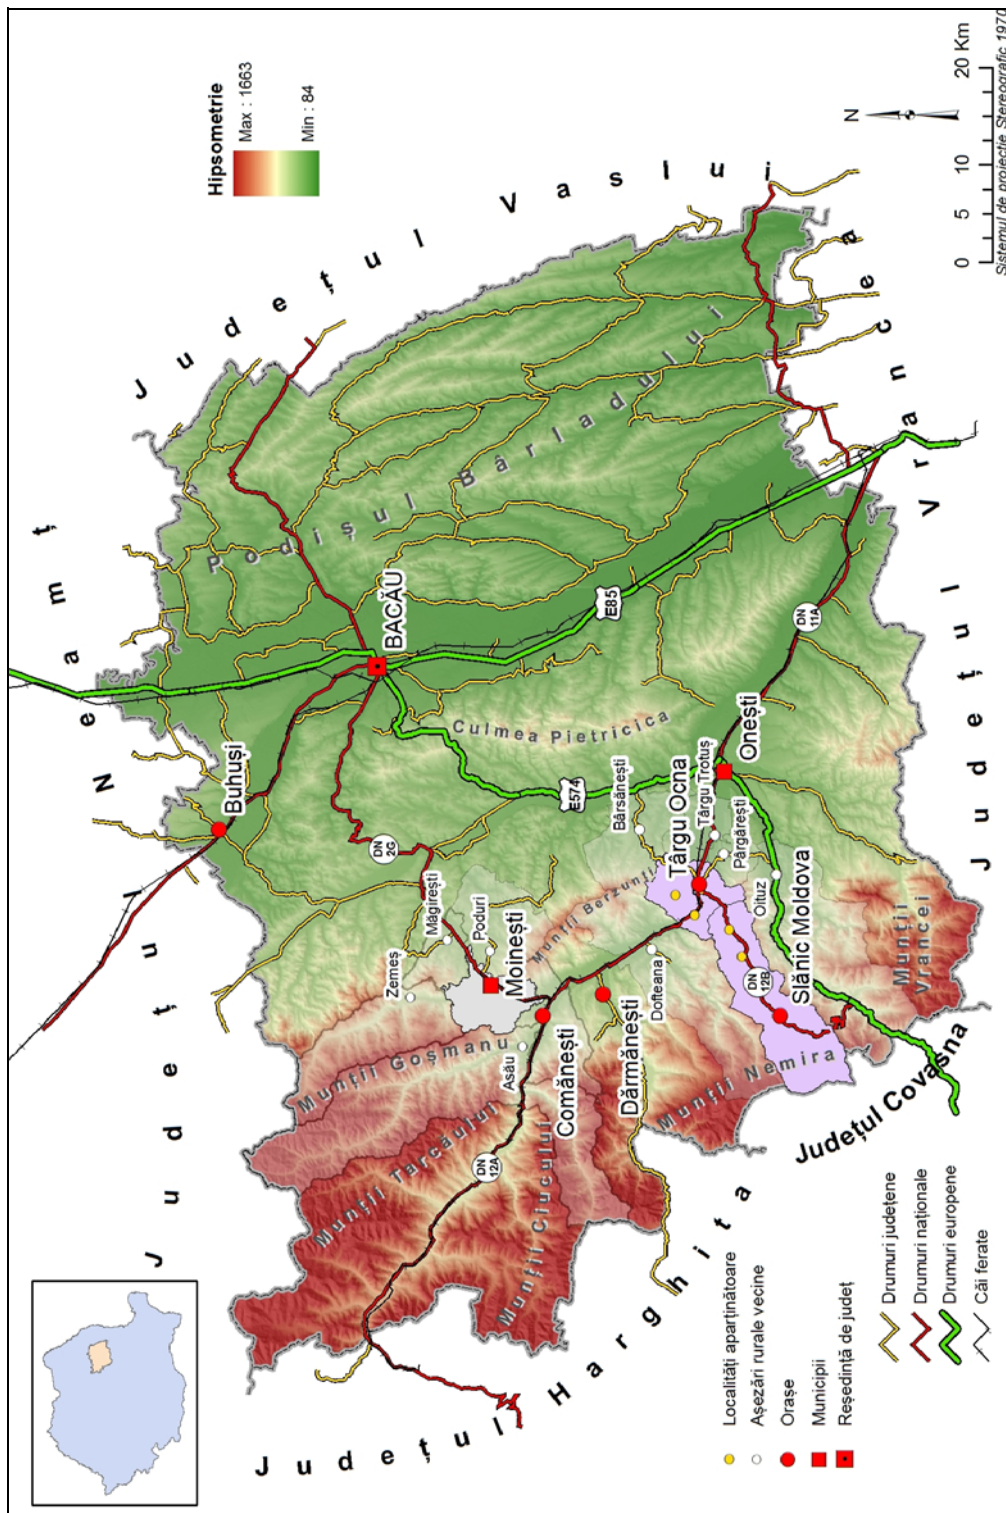 Județul Neamț
Județul Vaslui
Județul Vrancea
Județul Covasna
Județul Harghita
Hipsometrie
Max : 1663
Min : 84
N
0 5 10 20 Km
Sistemul de proiecție Stereografic 1970
Podișul Bârladului
Culmea Pietricica
Munții Berzunți
Munții Goșmanu
Munții Tarcăului
Munții Ciucului
Munții Nemira
Munții
Vrancei
BACĂU
Buhuși
Moinești
Comănești
Dărmănești
Târgu Ocna
Slănic Moldova
Onești
Zemeș
Măgirești
Poduri
Asău
Dofteana
Bârsănești
Târgu Trotuș
Pârgărești
Oituz
E85
E574
DN
2G
DN
11A
DN
12A
DN
12B
Localități aparținătoare
Așezări rurale vecine
Orașe
Municipii
Reședință de județ
Drumuri județene
Drumuri naționale
Drumuri europene
Căi ferate